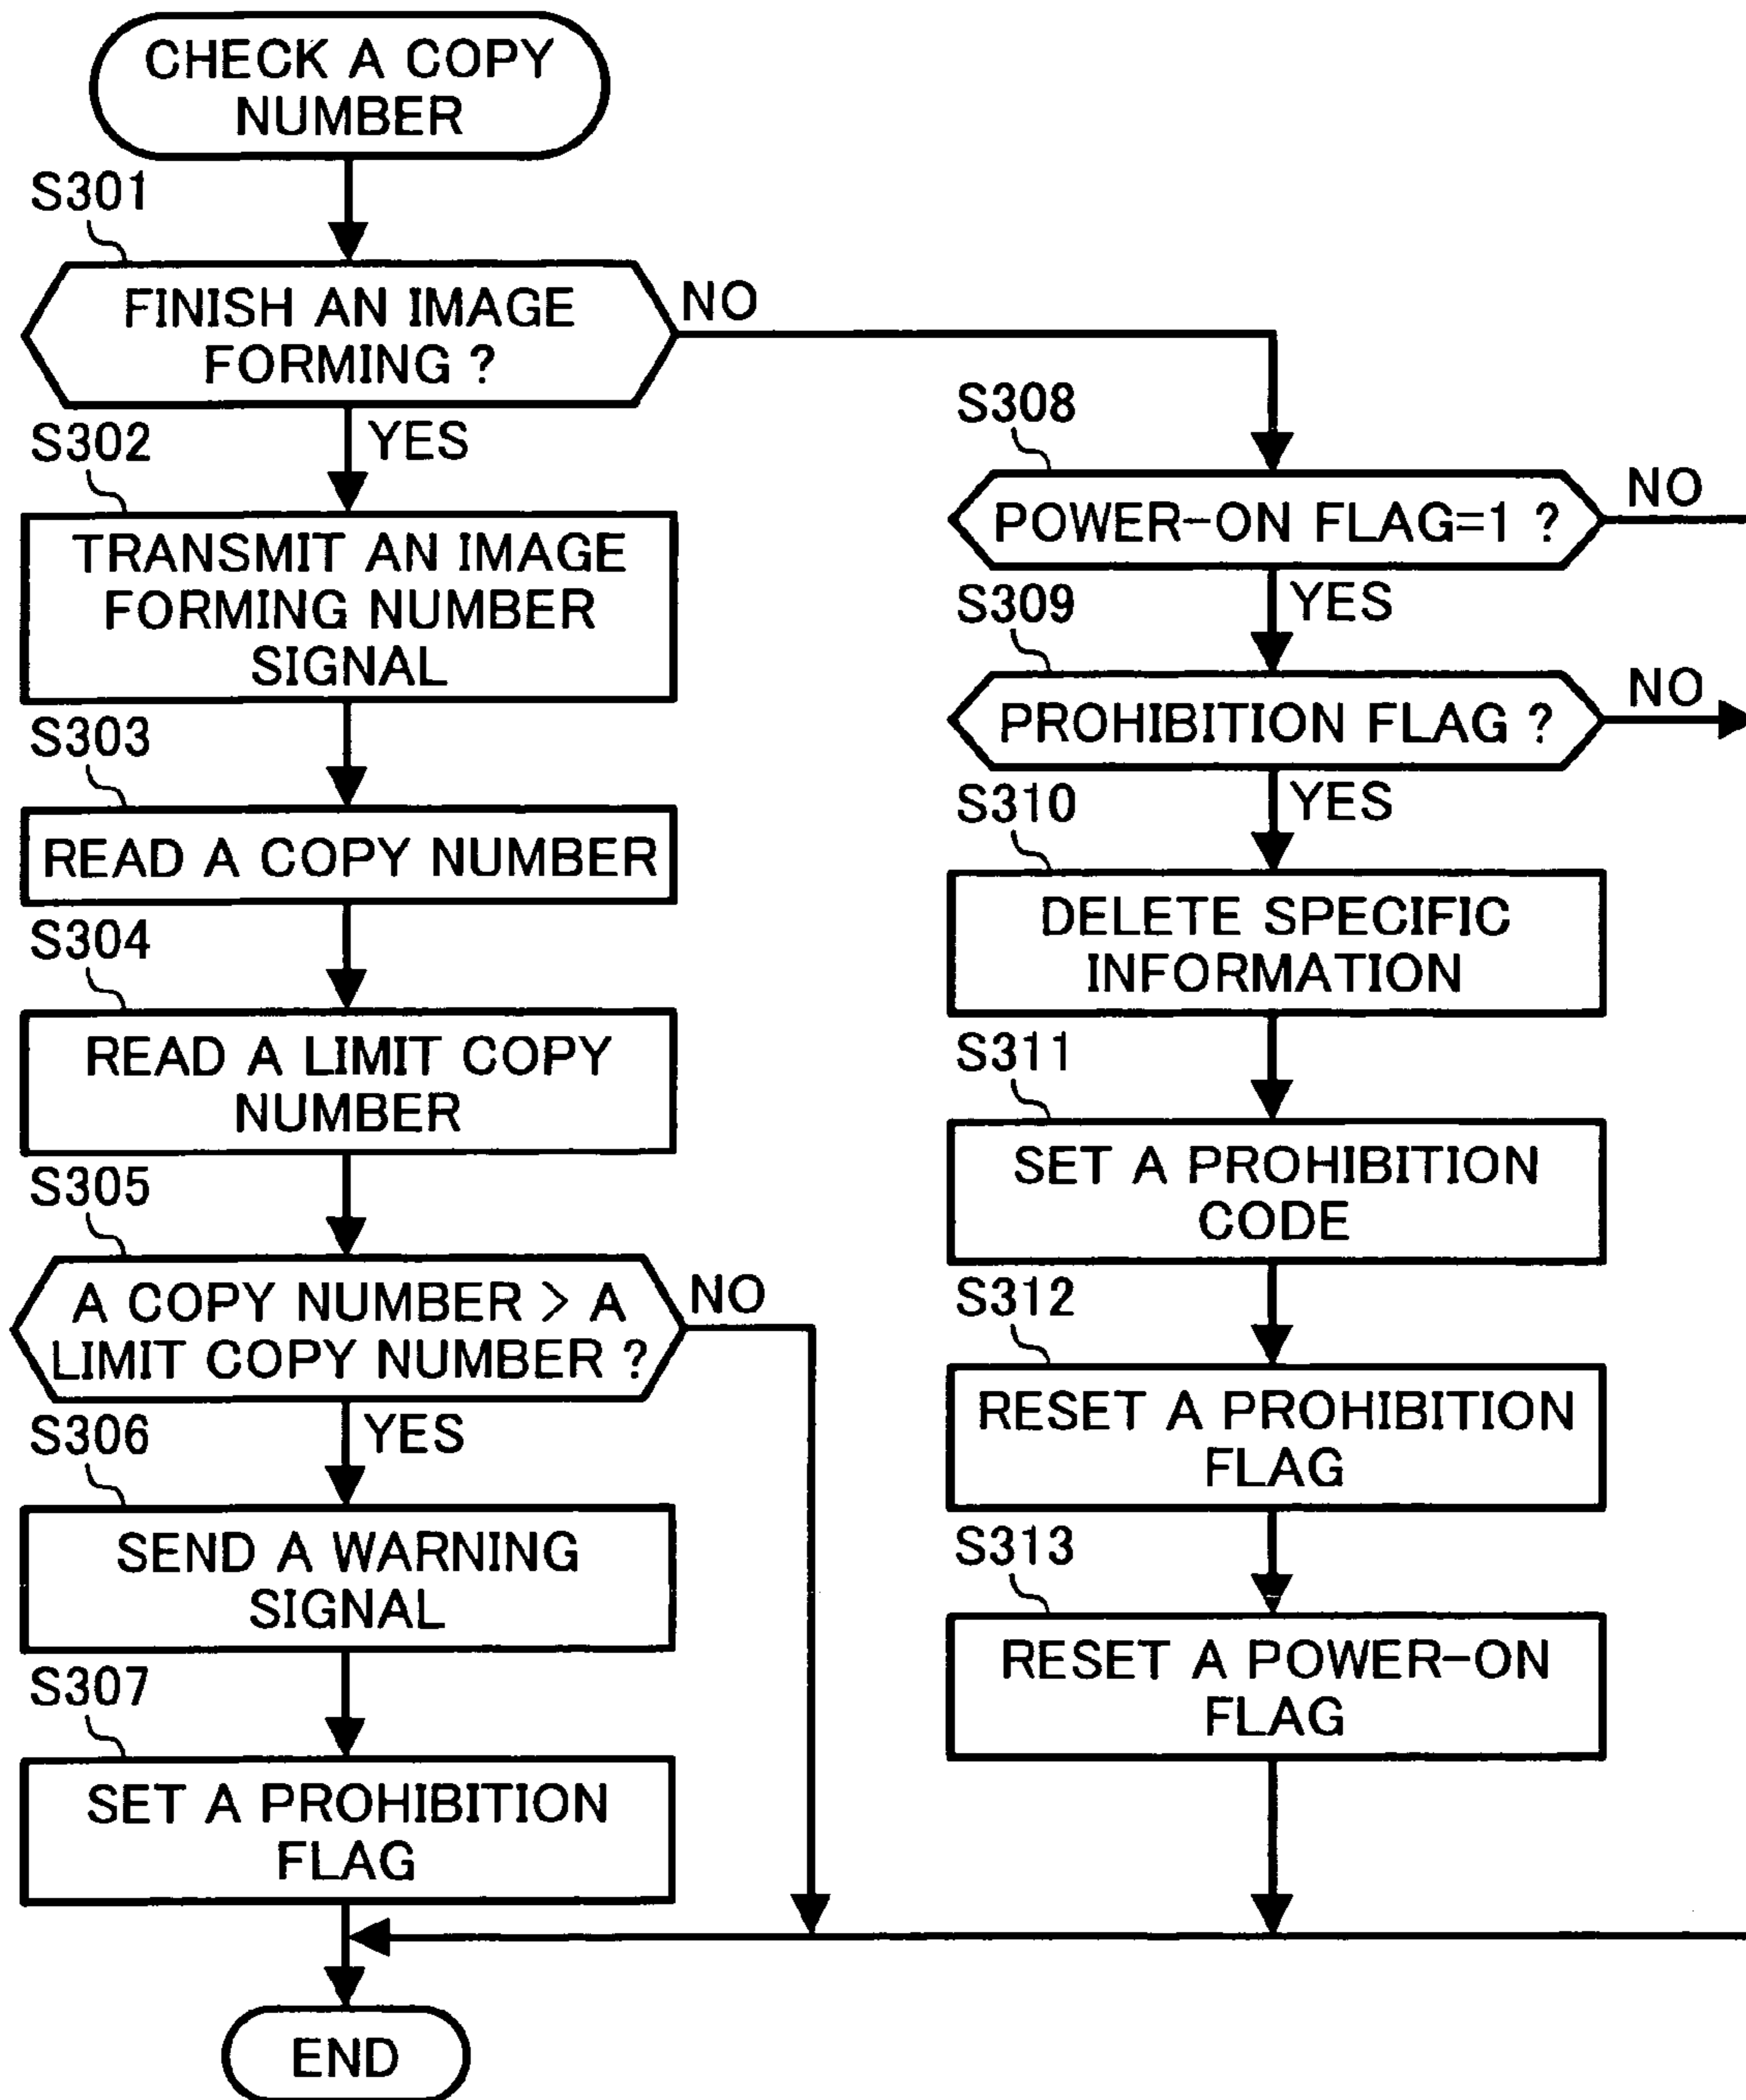 CHECK A COPY
NUMBER
S301
FINISH AN IMAGE
FORMING ?
NO
YES
S302
TRANSMIT AN IMAGE
FORMING NUMBER
SIGNAL
S303
READ A COPY NUMBER
S304
READ A LIMIT COPY
NUMBER
S305
A COPY NUMBER > A
LIMIT COPY NUMBER ?
NO
YES
S306
SEND A WARNING
SIGNAL
S307
SET A PROHIBITION
FLAG
END
S308
POWER-ON FLAG=1 ?
NO
YES
S309
PROHIBITION FLAG ?
NO
YES
S310
DELETE SPECIFIC
INFORMATION
S311
SET A PROHIBITION
CODE
S312
RESET A PROHIBITION
FLAG
S313
RESET A POWER-ON
FLAG